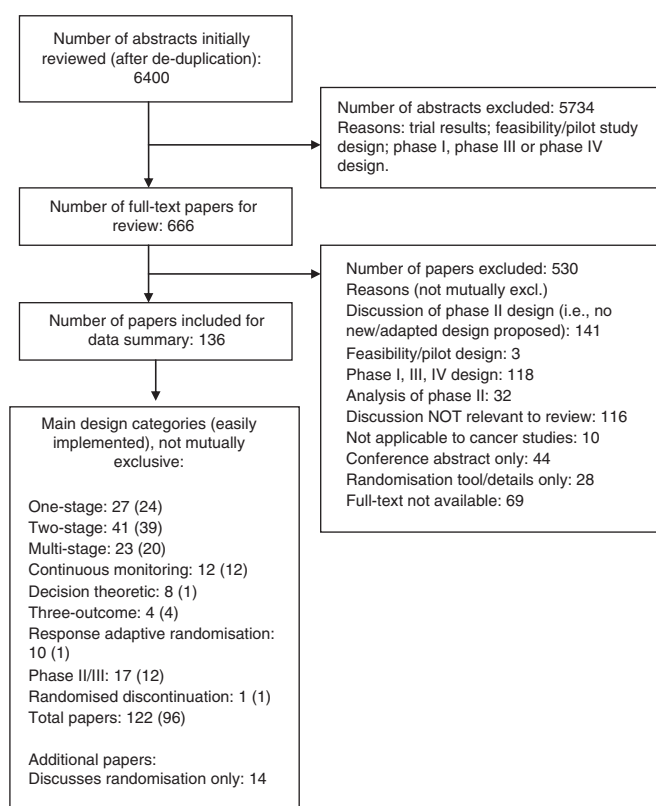 Number of abstracts initially
reviewed (after de-duplication):
6400
Number of abstracts excluded: 5734
Reasons: trial results; feasibility/pilot study
design; phase I, phase III or phase IV
design.
Number of full-text papers for
review: 666
Number of papers excluded: 530
Reasons (not mutually excl.)
Discussion of phase II design (i.e., no
new/adapted design proposed): 141
Feasibility/pilot design: 3
Phase I, III, IV design: 118
Analysis of phase II: 32
Discussion NOT relevant to review: 116
Not applicable to cancer studies: 10
Conference abstract only: 44
Randomisation tool/details only: 28
Full-text not available: 69
Number of papers included for
data summary: 136
Main design categories (easily
implemented), not mutually
exclusive:
One-stage: 27 (24)
Two-stage: 41 (39)
Multi-stage: 23 (20)
Continuous monitoring: 12 (12)
Decision theoretic: 8 (1)
Three-outcome: 4 (4)
Response adaptive randomisation:
10 (1)
Phase II/III: 17 (12)
Randomised discontinuation: 1 (1)
Total papers: 122 (96)
Additional papers:
Discusses randomisation only: 14